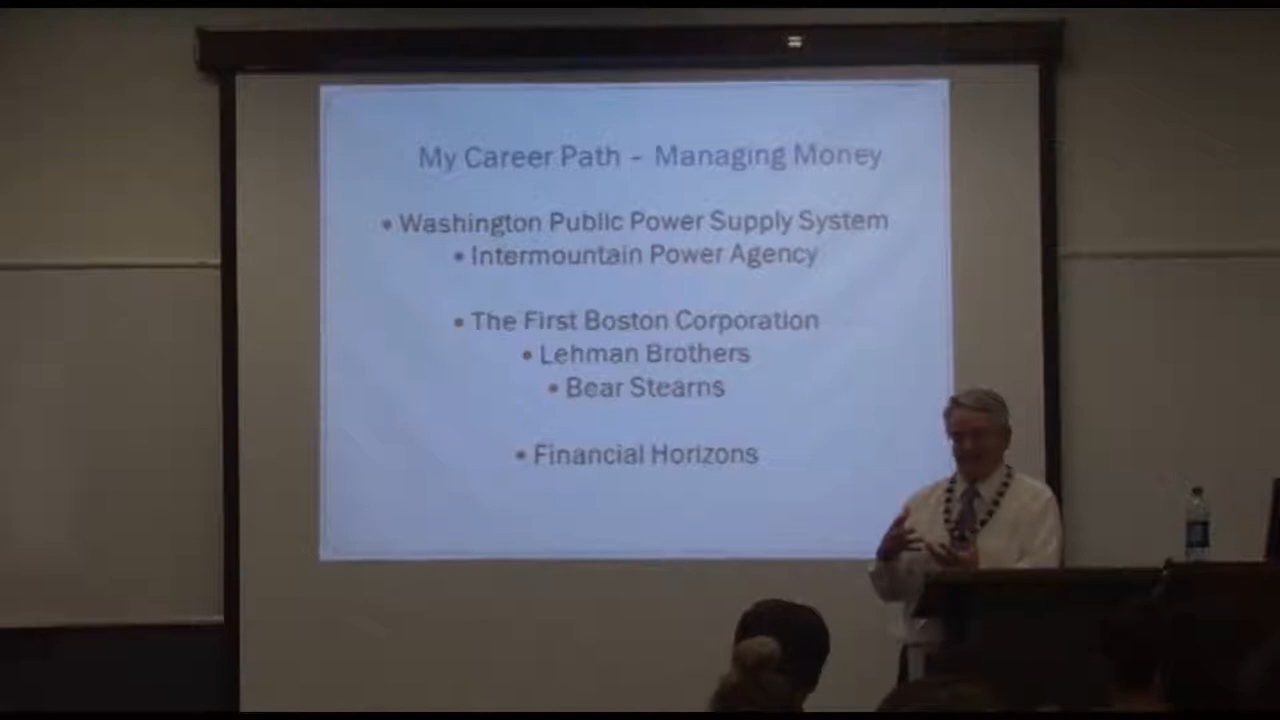 My Career Path - Managing Money
• Washington Public Power Supply System
• Intermountain Power Agency
• The First Boston Corporation
• Lehman Brothers
• Bear Stearns
• Financial Horizons